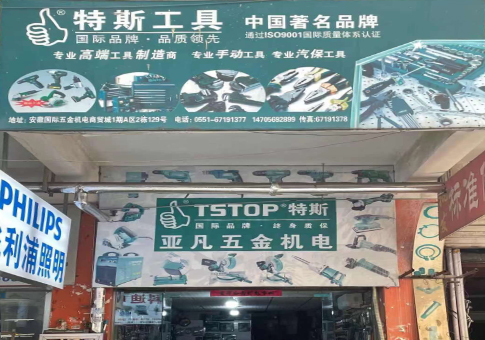 特斯工具
中国著名品牌
国际品牌·品质领先
通过ISO9001国际质量体系认证
专业高端工具制造商 专业手动工具 专业汽保工具
地址:安徽国际五金机电商贸城1期A区2栋129号 电话:0551-67191377 14705692899 传真:67191378
TSTOP®特斯
国际品牌·终身质保
亚凡五金机电
PHILIPS
利浦照明
标准